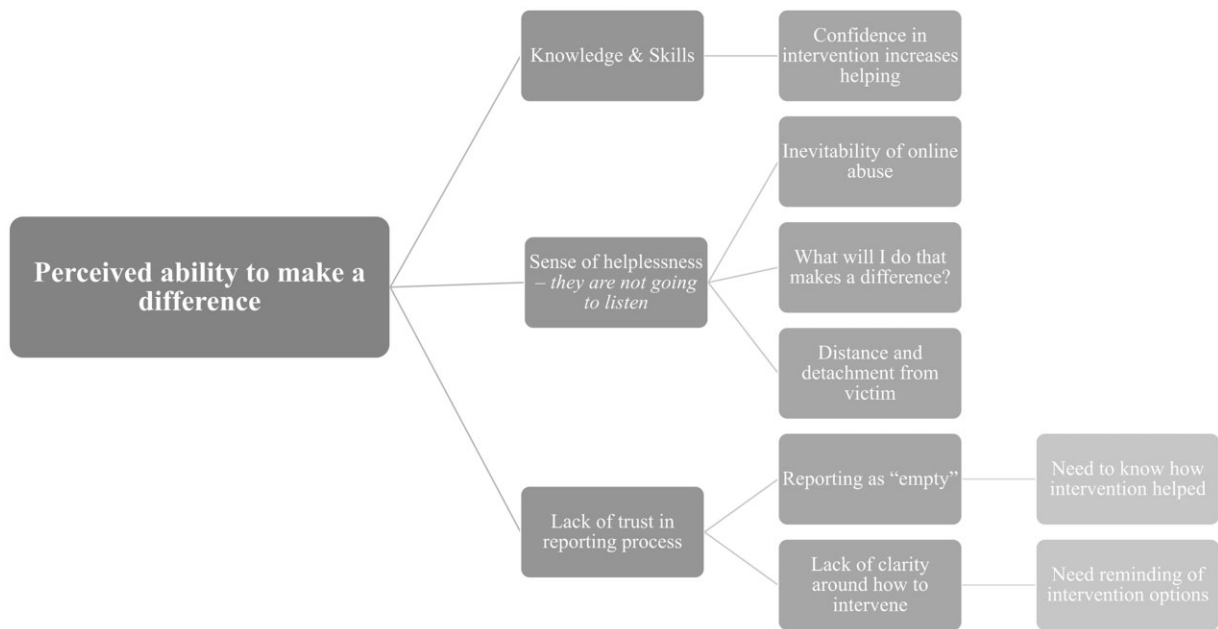 Perceived ability to make a
difference
Knowledge & Skills
Confidence in
intervention increases
helping
Sense of helplessness
– they are not going
to listen
Inevitability of online
abuse
What will I do that
makes a difference?
Distance and
detachment from
victim
Lack of trust in
reporting process
Reporting as “empty”
Need to know how
intervention helped
Lack of clarity
around how to
intervene
Need reminding of
intervention options